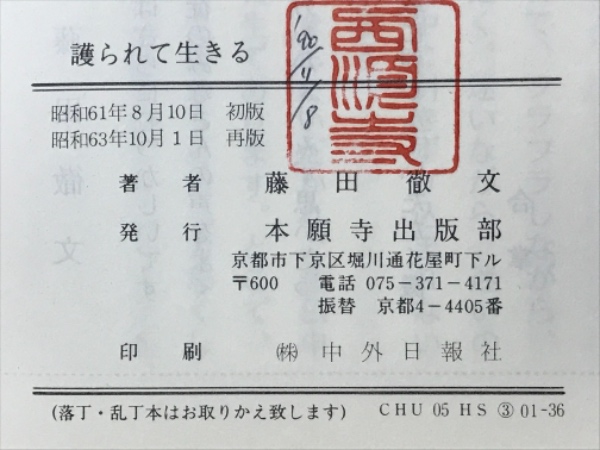 護られて生きる
'90/4/8
昭和61年8月10日 初版
昭和63年10月1日 再版
著者 藤田徹文
発行 本願寺出版部
京都市下京区堀川通花屋町下ル
〒600 電話 075-371-4171
振替 京都4-4405番
印刷 ㈱ 中外日報社
(落丁・乱丁本はお取りかえ致します) CHU 05 HS ③ 01-36